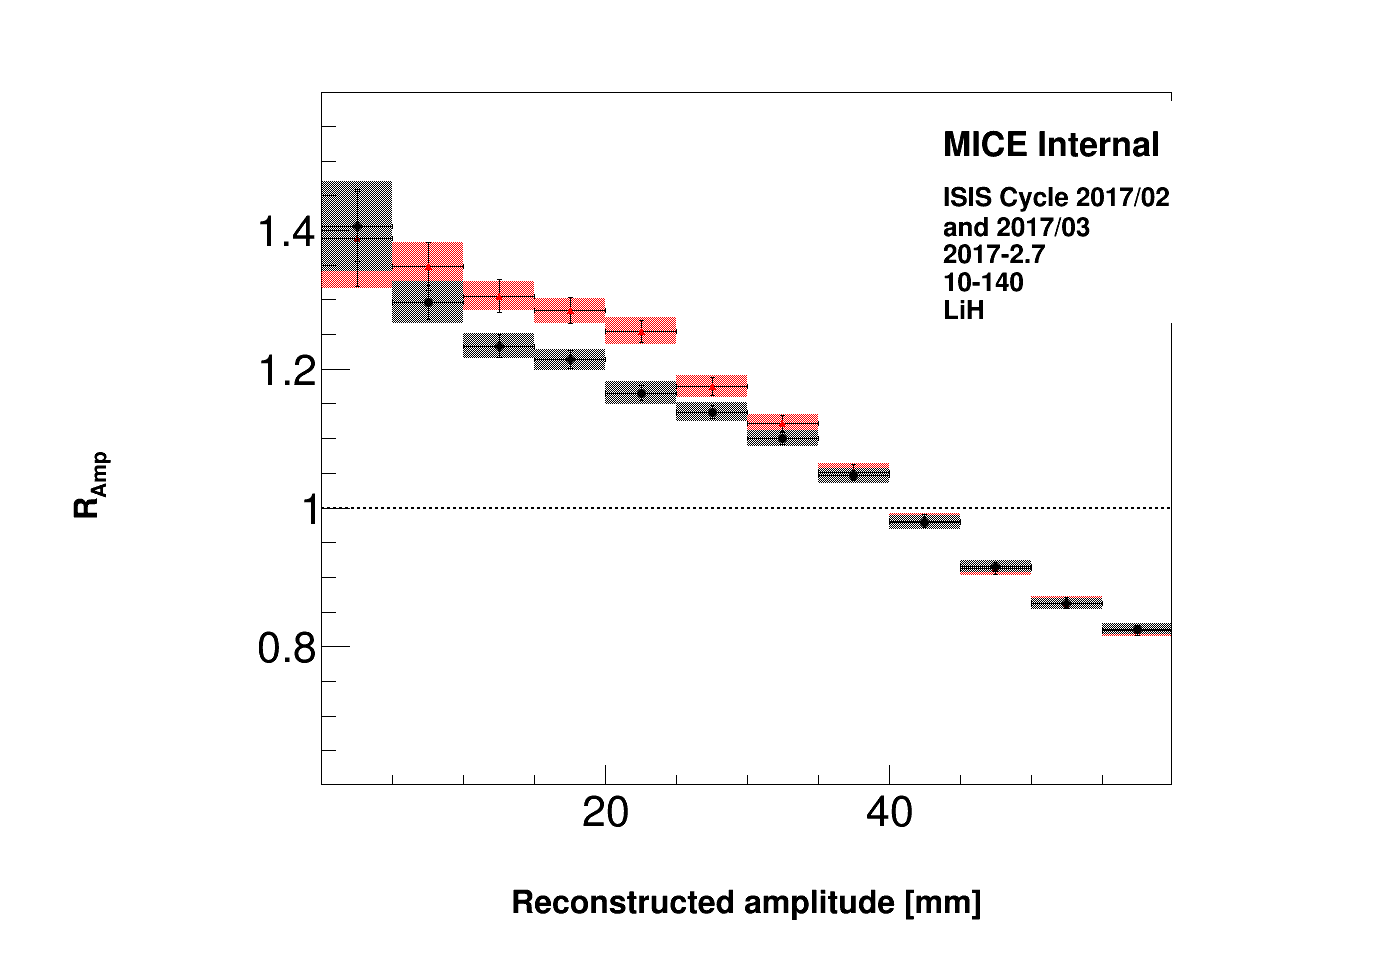 MICE Internal
ISIS Cycle 2017/02
and 2017/03
2017-2.7
10-140
LiH
1.4
1.2
1
0.8
R_Amp
20 40
Reconstructed amplitude [mm]